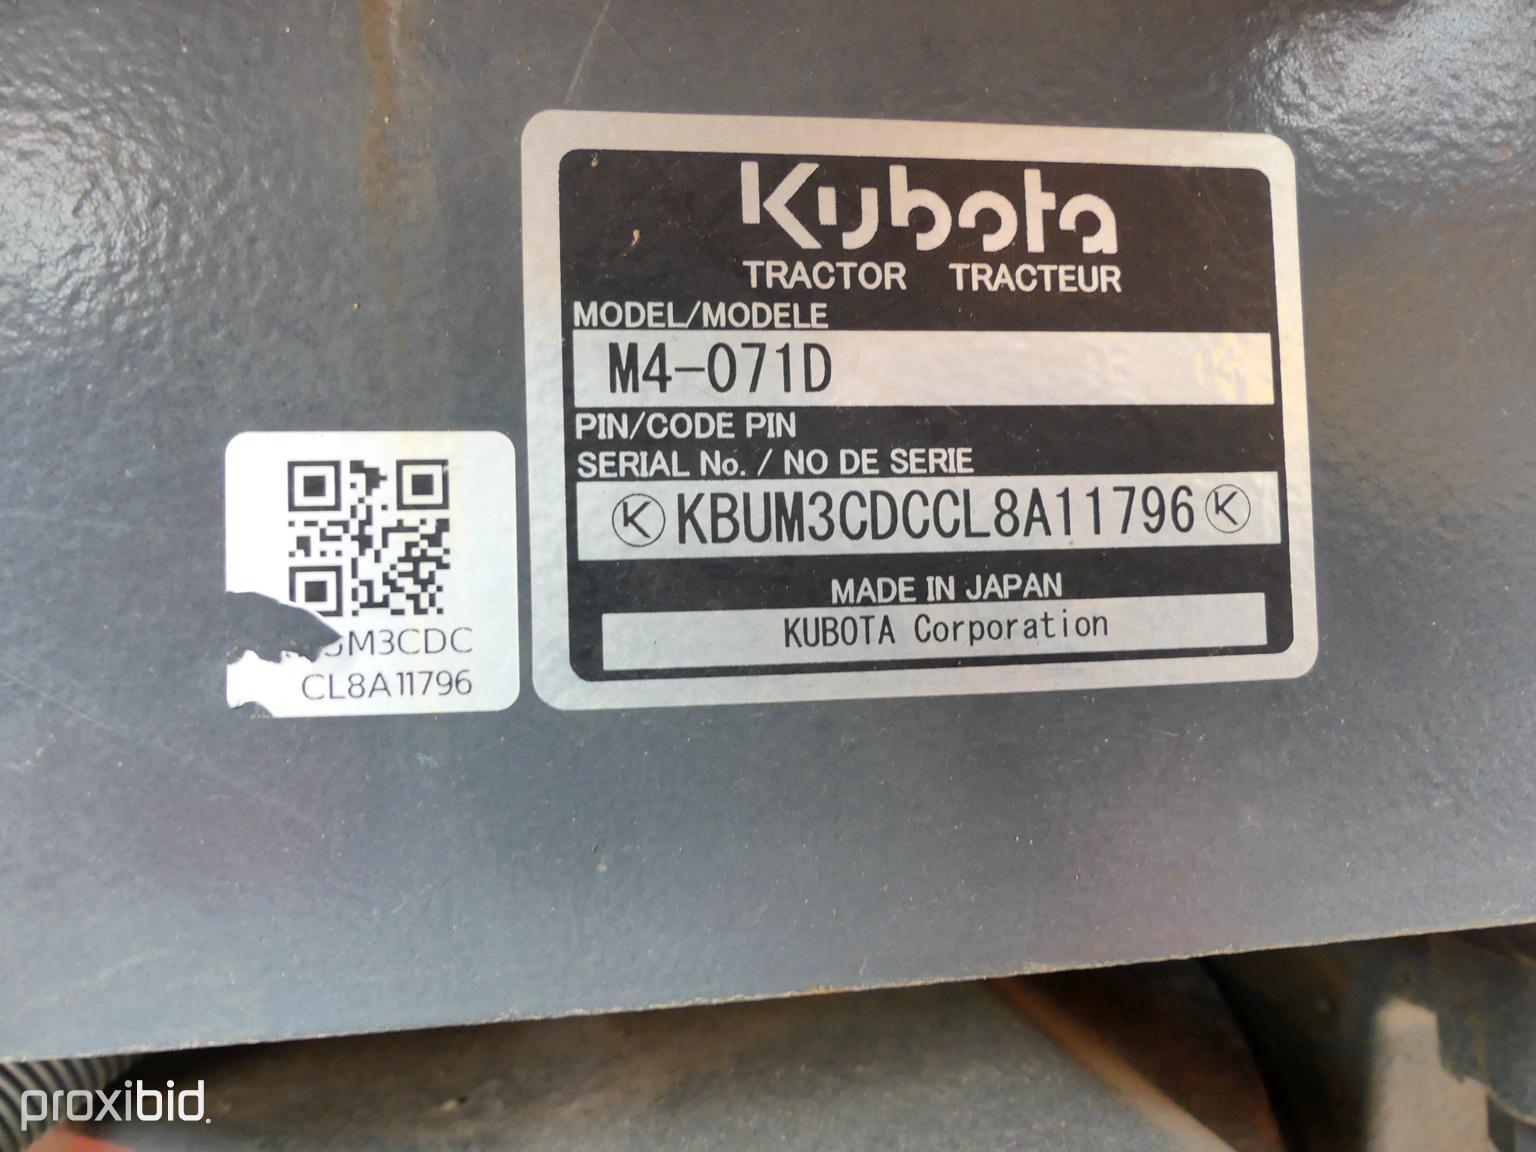 Kubota
TRACTOR TRACTEUR
MODEL/MODELE
M4-071D
PIN/CODE PIN
SERIAL No. / NO DE SERIE
KBUM3CDCCL8A11796
MADE IN JAPAN
KUBOTA Corporation
M3CDC
CL8A11796
proxibid.